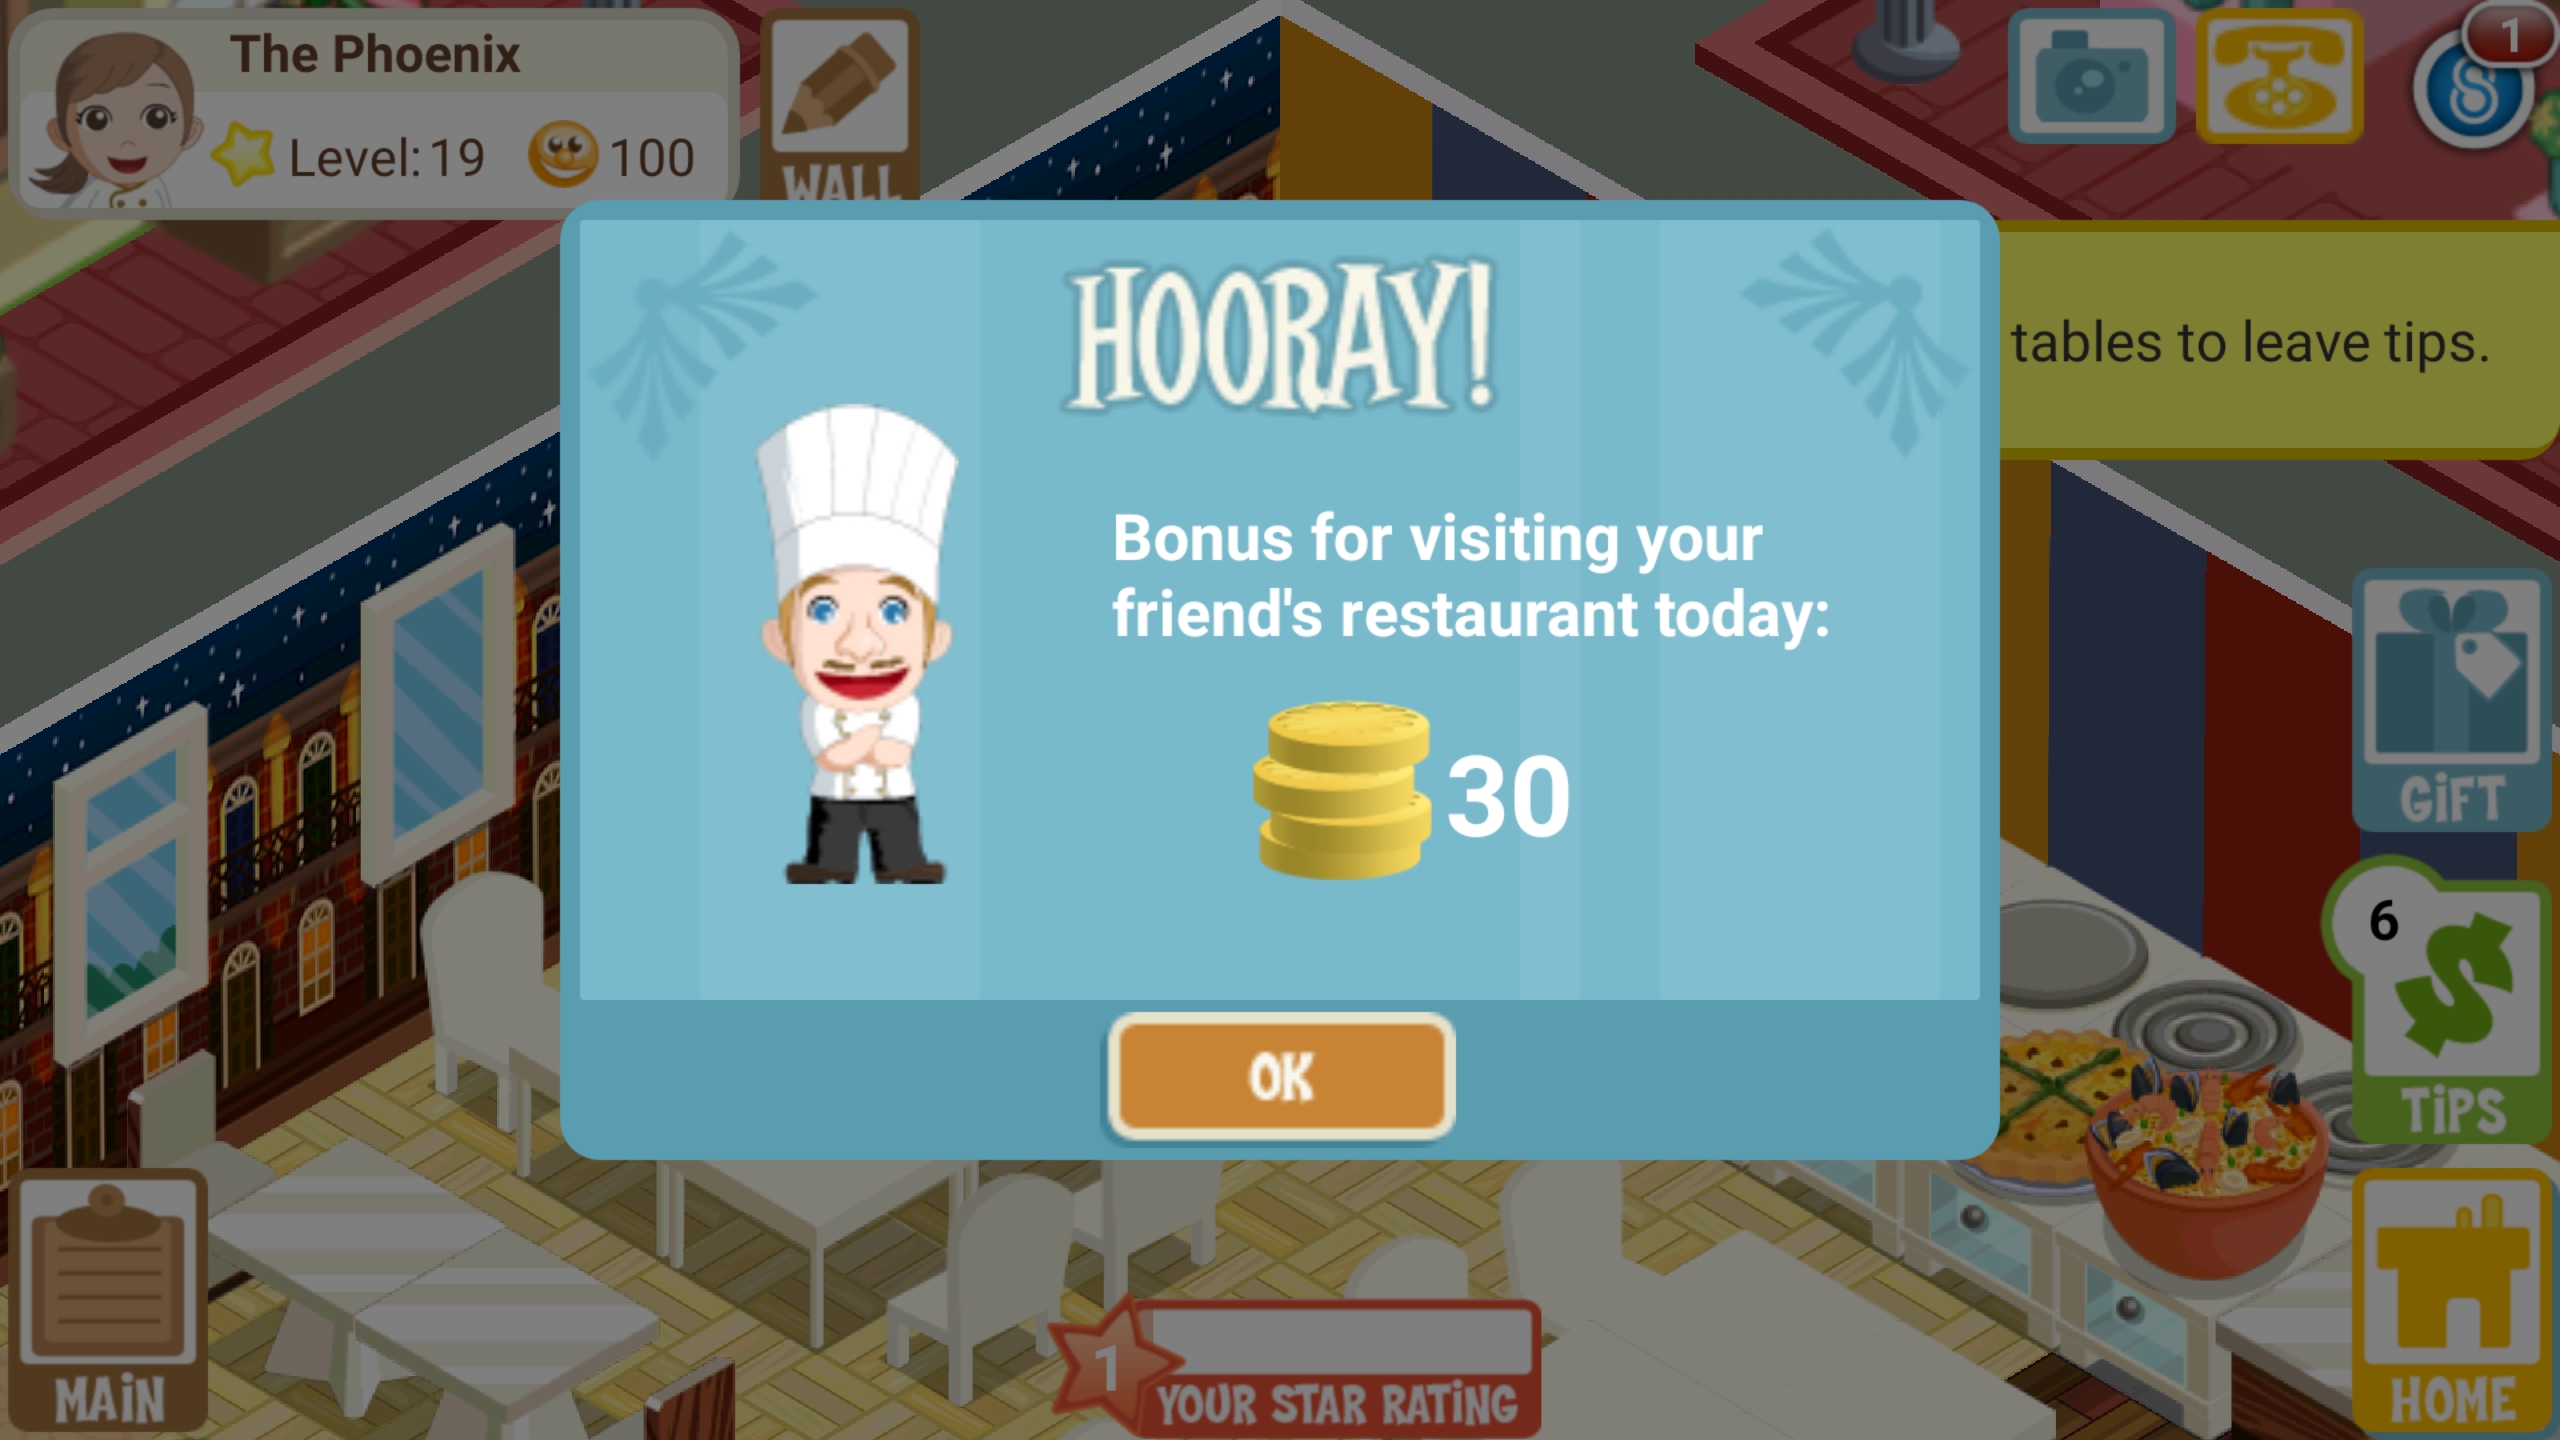 The Phoenix
Level: 19
100
WALL
1
HOORAY!
tables to leave tips.
Bonus for visiting your
friend's restaurant today:
30
GiFT
6
TiPS
OK
MAiN
1
YOUR STAR RATiNG
HOME